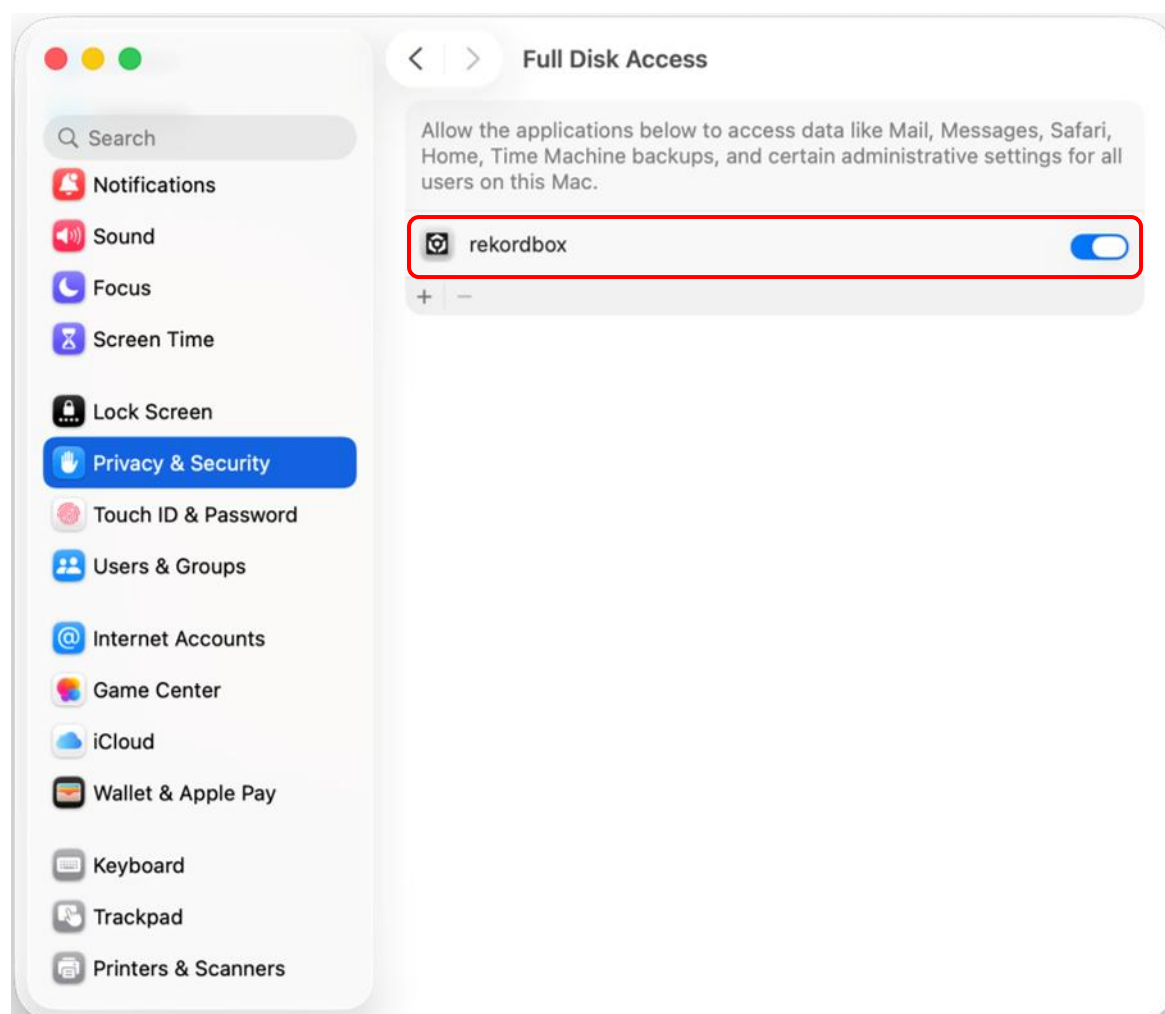 Full Disk Access
Search
Notifications
Sound
Focus
Screen Time
Lock Screen
Privacy & Security
Touch ID & Password
Users & Groups
Internet Accounts
Game Center
iCloud
Wallet & Apple Pay
Keyboard
Trackpad
Printers & Scanners
Allow the applications below to access data like Mail, Messages, Safari,
Home, Time Machine backups, and certain administrative settings for all
users on this Mac.
rekordbox